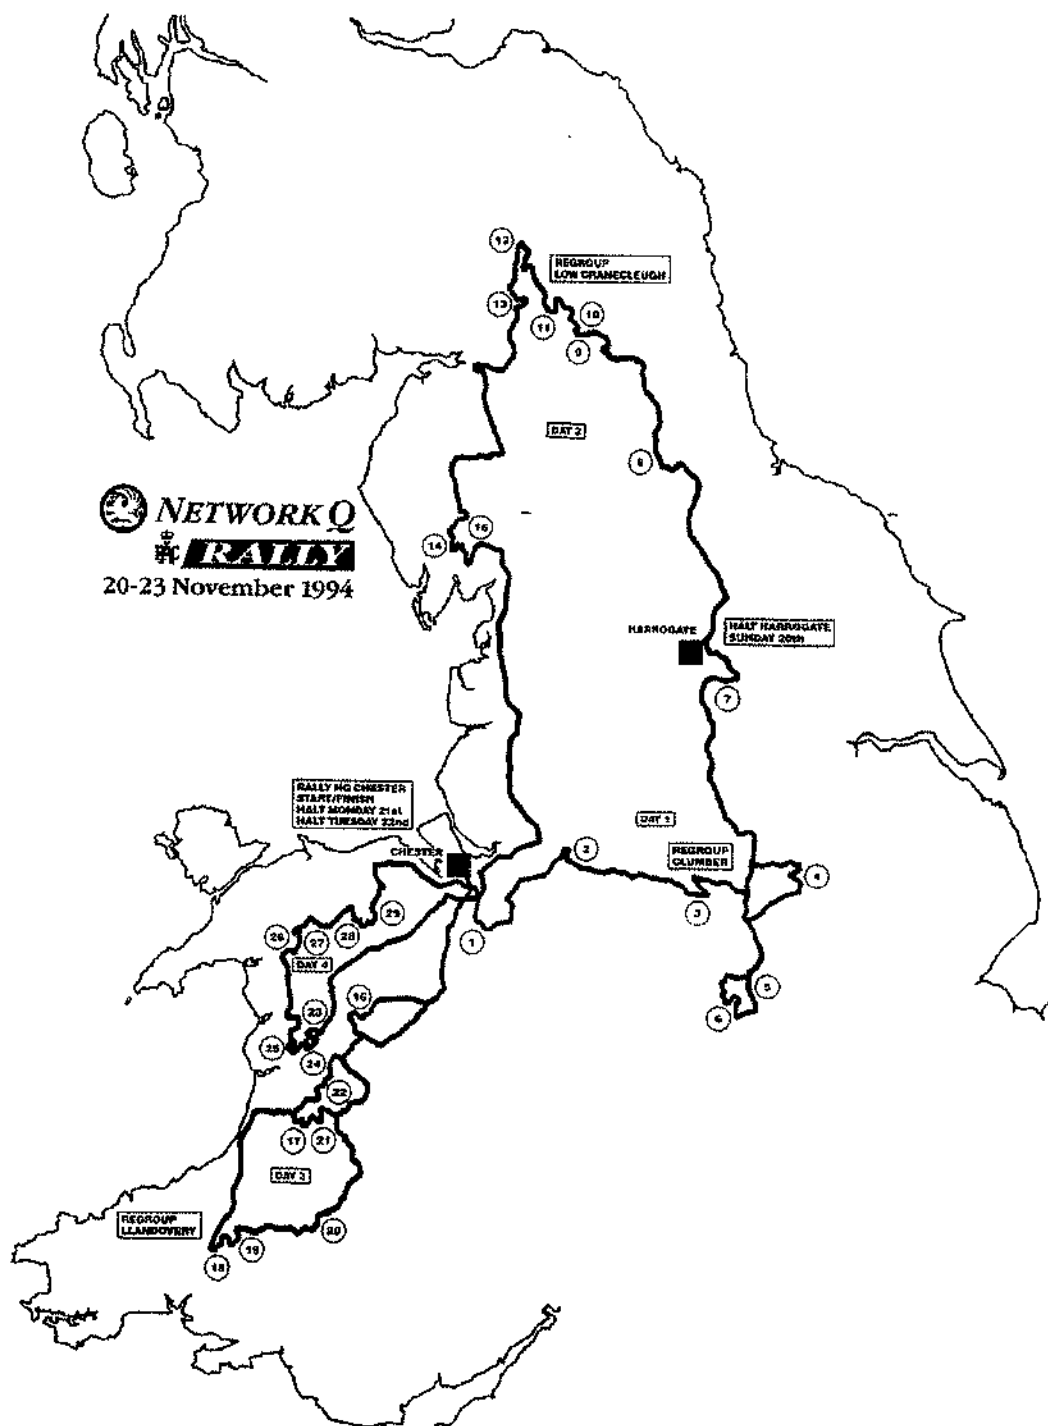 12
REGROUP
LOW CRANECLEUGH
13
11
10
9
DAY 2
8
NETWORK Q
RALLY
20-23 November 1994
14
15
HARROGATE
HALT HARROGATE
SUNDAY 20th
7
RALLY HQ CHESTER
START/FINISH
HALT MONDAY 21st
HALT TUESDAY 22nd
CHESTER
DAY 1
REGROUP
CLUMBER
2
3
4
1
5
6
29
28
27
26
DAY 4
16
23
25
24
22
17
21
DAY 3
REGROUP
LLANDOVERY
18
19
20